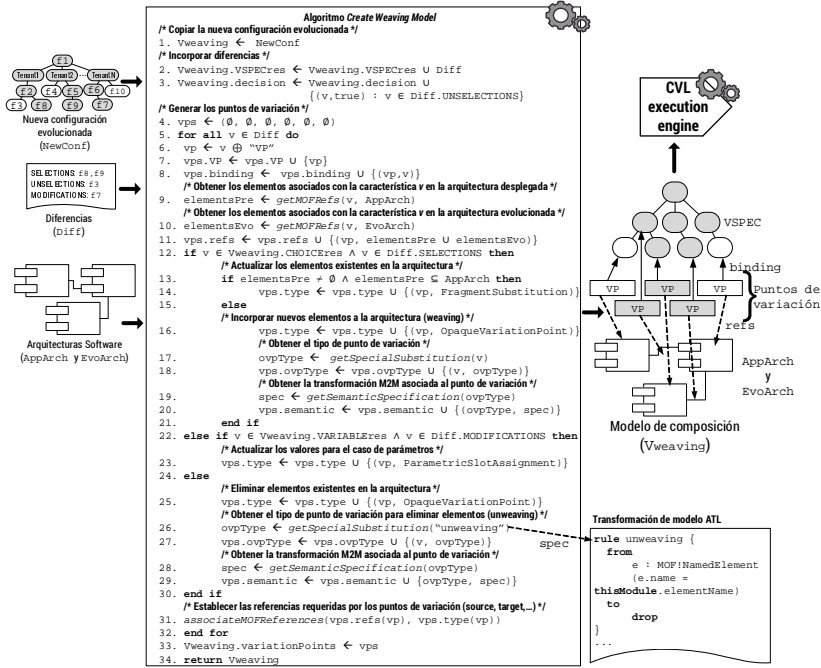 f1
Tenant1 Tenant2 ... TenantN
f2 f4 f5 f6 f10
f3 f8 f9 f7
Nueva configuración
evolucionada
(NewConf)
SELECTIONS: f8,f9
UNSELECTIONS: f3
MODIFICATIONS: f7
Diferencias
(Diff)
Arquitecturas Software
(AppArch y EvoArch)
Algoritmo Create Weaving Model
/* Copiar la nueva configuración evolucionada */
1. Vweaving ← NewConf
/* Incorporar diferencias */
2. Vweaving.VSPECres ← Vweaving.VSPECres ∪ Diff
3. Vweaving.decision ← Vweaving.decision ∪
{(v,true) : v ∈ Diff.UNSELECTIONS}
/* Generar los puntos de variación */
4. vps ← (Ø, Ø, Ø, Ø, Ø, Ø)
5. for all v ∈ Diff do
6. vp ← v ⊕ "VP"
7. vps.VP ← vps.VP ∪ {vp}
8. vps.binding ← vps.binding ∪ {(vp,v)}
/* Obtener los elementos asociados con la característica v en la arquitectura desplegada */
9. elementsPre ← getMOFRefs(v, AppArch)
/* Obtener los elementos asociados con la característica v en la arquitectura evolucionada */
10. elementsEvo ← getMOFRefs(v, EvoArch)
11. vps.refs ← vps.refs ∪ {(vp, elementsPre ∪ elementsEvo)}
12. if v ∈ Vweaving.CHOICEres ∧ v ∈ Diff.SELECTIONS then
/* Actualizar los elementos existentes en la arquitectura */
13. if elementsPre ≠ Ø ∧ elementsPre ⊆ AppArch then
14. vps.type ← vps.type ∪ {(vp, FragmentSubstitution)}
15. else
/* Incorporar nuevos elementos a la arquitectura (weaving) */
16. vps.type ← vps.type ∪ {(vp, OpaqueVariationPoint)}
/* Obtener el tipo de punto de variación */
17. ovpType ← getSpecialSubstitution(v)
18. vps.ovpType ← vps.ovpType ∪ {(v, ovpType)}
/* Obtener la transformación M2M asociada al punto de variación */
19. spec ← getSemanticSpecification(ovpType)
20. vps.semantic ← vps.semantic ∪ {(ovpType, spec)}
21. end if
22. else if v ∈ Vweaving.VARIABLEres ∧ v ∈ Diff.MODIFICATIONS then
/* Actualizar los valores para el caso de parámetros */
23. vps.type ← vps.type ∪ {(vp, ParametricSlotAssignment)}
24. else
/* Eliminar elementos existentes en la arquitectura */
25. vps.type ← vps.type ∪ {(vp, OpaqueVariationPoint)}
/* Obtener el tipo de punto de variación para eliminar elementos (unweaving) */
26. ovpType ← getSpecialSubstitution("unweaving")
27. vps.ovpType ← vps.ovpType ∪ {(v, ovpType)}
/* Obtener la transformación M2M asociada al punto de variación */
28. spec ← getSemanticSpecification(ovpType)
29. vps.semantic ← vps.semantic ∪ {ovpType, spec)}
30. end if
/* Establecer las referencias requeridas por los puntos de variación (source, target,...) */
31. associateMOFReferences(vps.refs(vp), vps.type(vp))
32. end for
33. Vweaving.variationPoints ← vps
34. return Vweaving
CVL
execution
engine
VSPEC
binding
VP VP VP
VP VP
Puntos de
variación
refs
AppArch
y
EvoArch
Modelo de composición
(Vweaving)
spec
Transformación de modelo ATL
rule unweaving {
from
e : MOF!NamedElement
(e.name =
thisModule.elementName)
to
drop
}
...